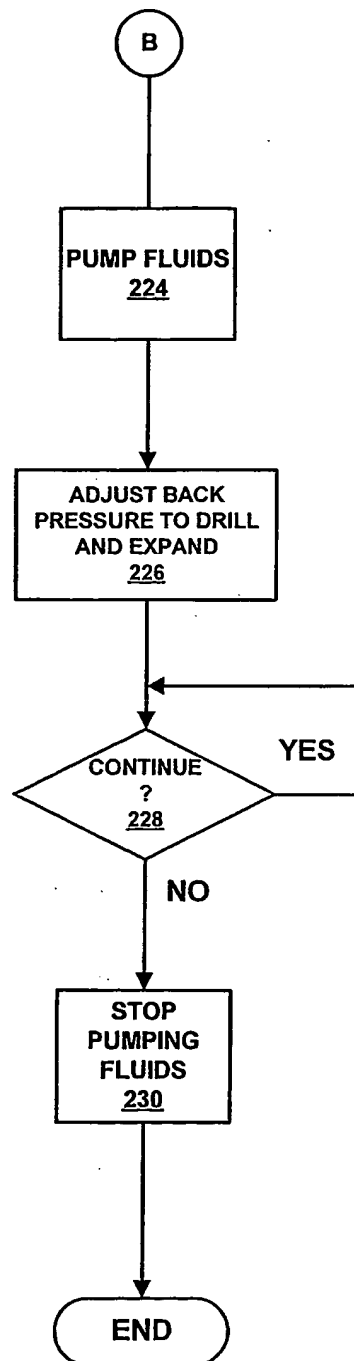 B
PUMP FLUIDS
224
ADJUST BACK
PRESSURE TO DRILL
AND EXPAND
226
CONTINUE
?
228
YES
NO
STOP
PUMPING
FLUIDS
230
END